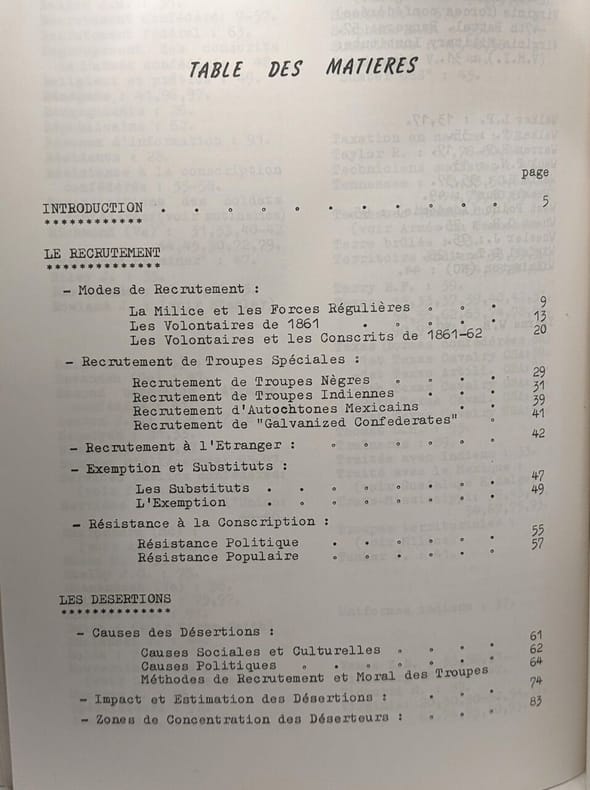 TABLE DES MATIERES
page
INTRODUCTION . . . . . . . . . . . 5
************
LE RECRUTEMENT
**************
- Modes de Recrutement :
La Milice et les Forces Régulières . . . 9
Les Volontaires de 1861 . . . . . 13
Les Volontaires et les Conscrits de 1861-62 20
- Recrutement de Troupes Spéciales :
Recrutement de Troupes Nègres . . . . 29
Recrutement de Troupes Indiennes . . . 31
Recrutement d'Autochtones Mexicains . . 39
Recrutement de "Galvanized Confederates" . 41
- Recrutement à l'Etranger : . . . . . . 42
- Exemption et Substituts :
Les Substituts . . . . . . . . 47
L'Exemption . . . . . . . . 49
- Résistance à la Conscription :
Résistance Politique . . . . . . 55
Résistance Populaire . . . . . . 57
LES DESERTIONS
**************
- Causes des Désertions :
Causes Sociales et Culturelles . . . . 61
Causes Politiques . . . . . . . 62
Méthodes de Recrutement et Moral des Troupes 64
- Impact et Estimation des Désertions : . . . 74
- Zones de Concentration des Déserteurs : . . . 83